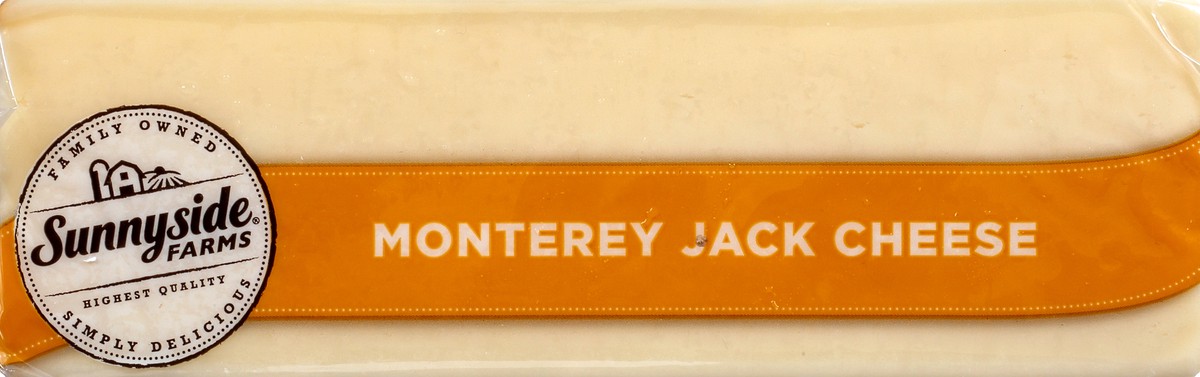 FAMILY OWNED
Sunnyside®
FARMS
HIGHEST QUALITY
SIMPLY DELICIOUS
MONTEREY JACK CHEESE